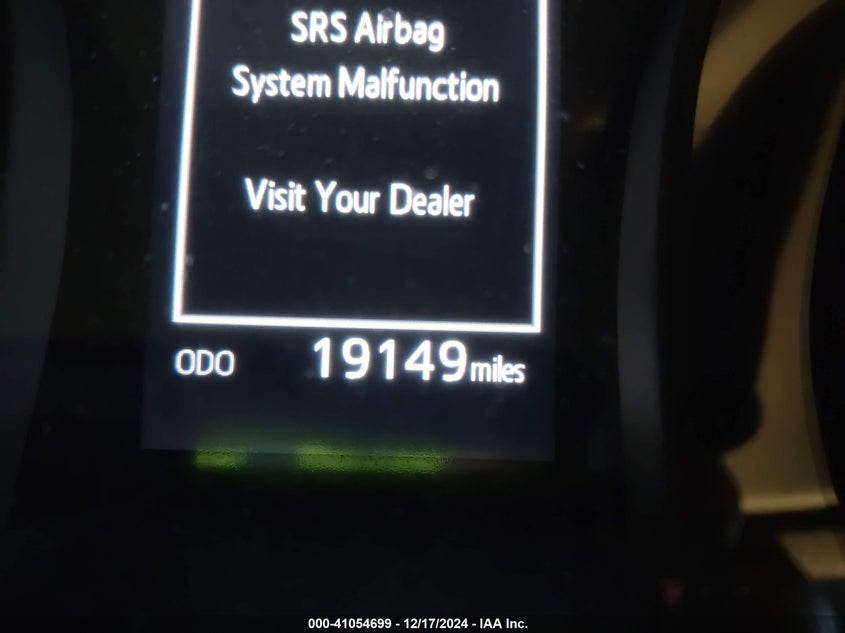 SRS Airbag
System Malfunction
Visit Your Dealer
ODO 19149 miles
000-41054699 - 12/17/2024 - IAA Inc.